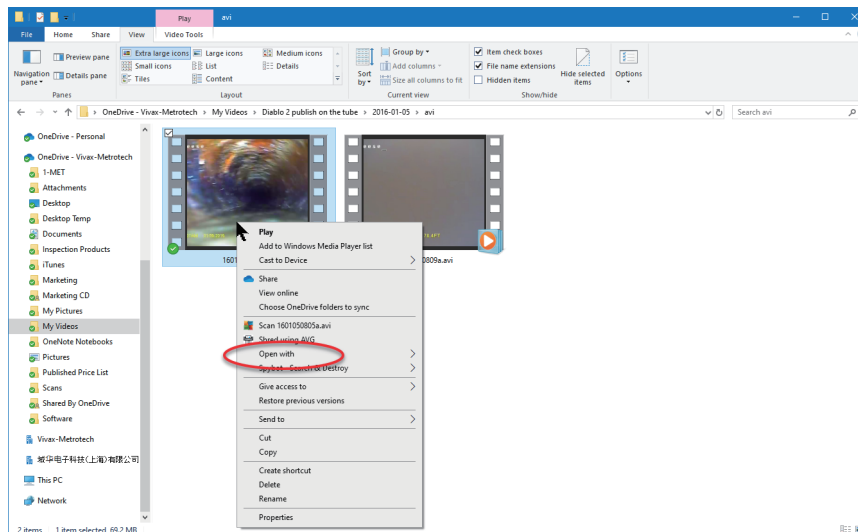 Play
avi
File
Home
Share
View
Video Tools
Navigation pane
Preview pane
Details pane
Panes
Extra large icons
Large icons
Medium icons
Small icons
List
Details
Tiles
Content
Layout
Sort by
Group by
Add columns
Size all columns to fit
Current view
Item check boxes
File name extensions
Hidden items
Hide selected items
Show/hide
Options
OneDrive - Vivax-Metrotech > My Videos > Diablo 2 publish on the tube > 2016-01-05 > avi
Search avi
OneDrive - Personal
OneDrive - Vivax-Metrotech
1-MET
Attachments
Desktop
Desktop Temp
Documents
Inspection Products
iTunes
Marketing
Marketing CD
My Pictures
My Videos
OneNote Notebooks
Pictures
Published Price List
Scans
Shared By OneDrive
Software
Vivax-Metrotech
This PC
Network
1601
0809a.avi
Play
Add to Windows Media Player list
Cast to Device
Share
View online
Choose OneDrive folders to sync
Scan 1601050805a.avi
Shred using AVG
Open with
Spybot - Search & Destroy
Give access to
Restore previous versions
Send to
Cut
Copy
Create shortcut
Delete
Rename
Properties
2 items
1 item selected 69.2 MB